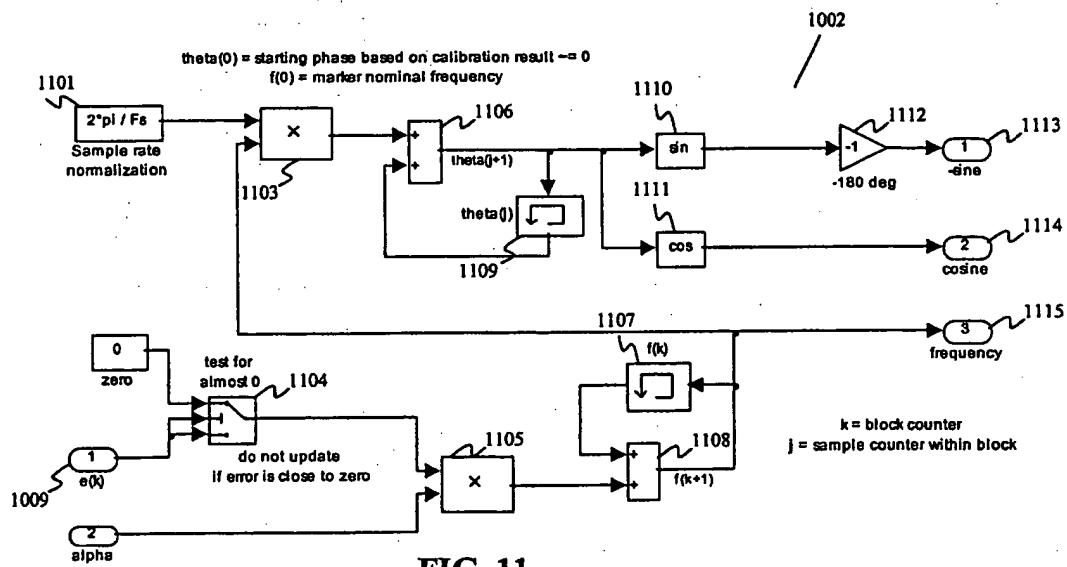 1002
theta(0) = starting phase based on calibration result ~= 0
f(0) = marker nominal frequency
1101
2*pi / Fs
Sample rate
normalization
×
1103
1106
+
+
theta(j+1)
theta(j)
1109
1110
sin
1112
-1
-180 deg
1113
1
-sine
1111
cos
1114
2
cosine
1115
3
frequency
1107
f(k)
0
zero
test for
almost 0
1104
do not update
if error is close to zero
1
e(k)
1009
2
alpha
1105
×
1108
+
+
f(k+1)
k = block counter
j = sample counter within block
FIG. 11